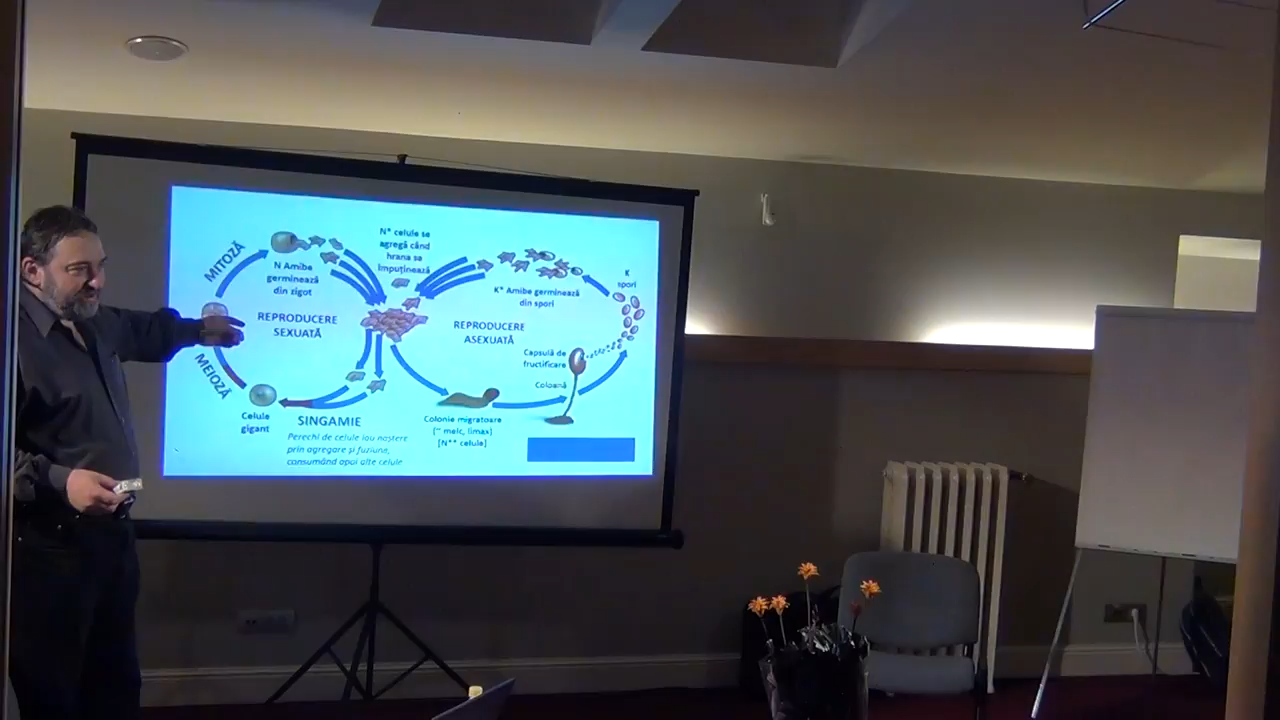 MITOZĂ
N Amibe
germinează
din zigot
N* celule se
agregă când
hrana se
împuținează
K* Amibe germinează
din spori
K
spori
REPRODUCERE
SEXUATĂ
REPRODUCERE
ASEXUATĂ
Capsulă de
fructificare
Coloană
MEIOZĂ
Celule
gigant
SINGAMIE
Perechi de celule iau naștere
prin agregare și fuziune,
consumând apoi alte celule
Colonie migratoare
(~ melc, limax)
[N** celule]